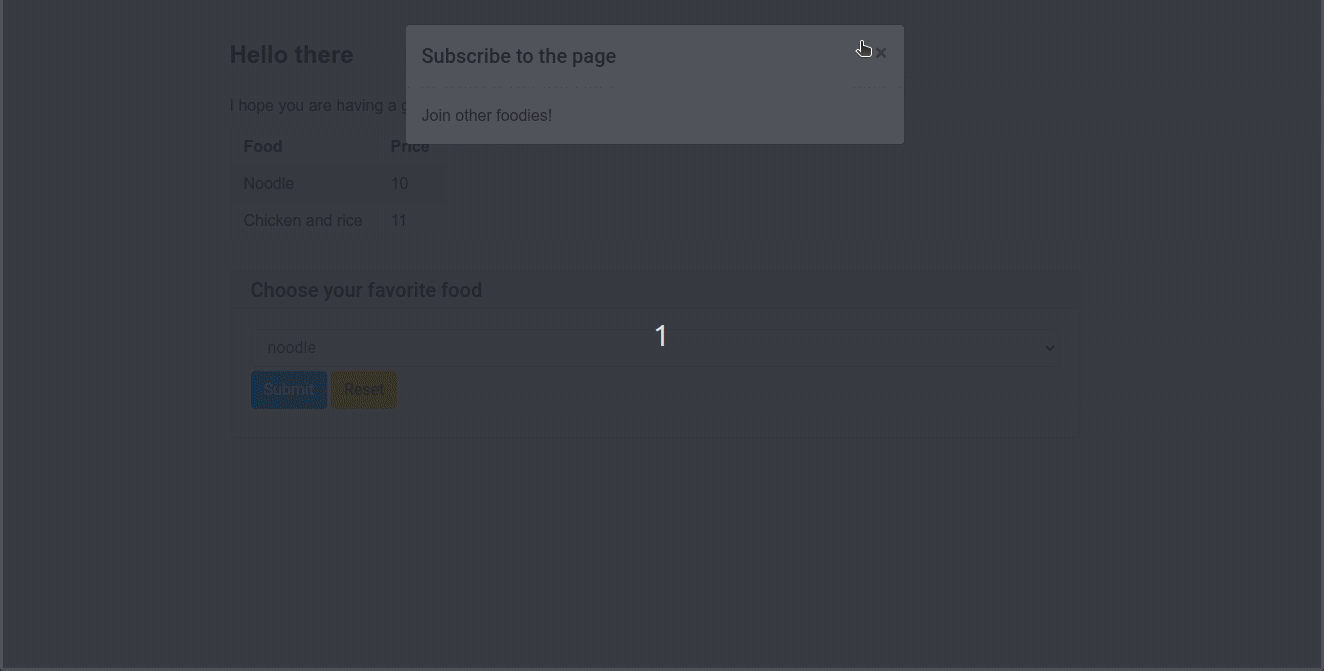 Subscribe to the page ×
Join other foodies!
Hello there
I hope you are having a g
Food Price
Noodle 10
Chicken and rice 11
Choose your favorite food
1
noodle
Submit Reset